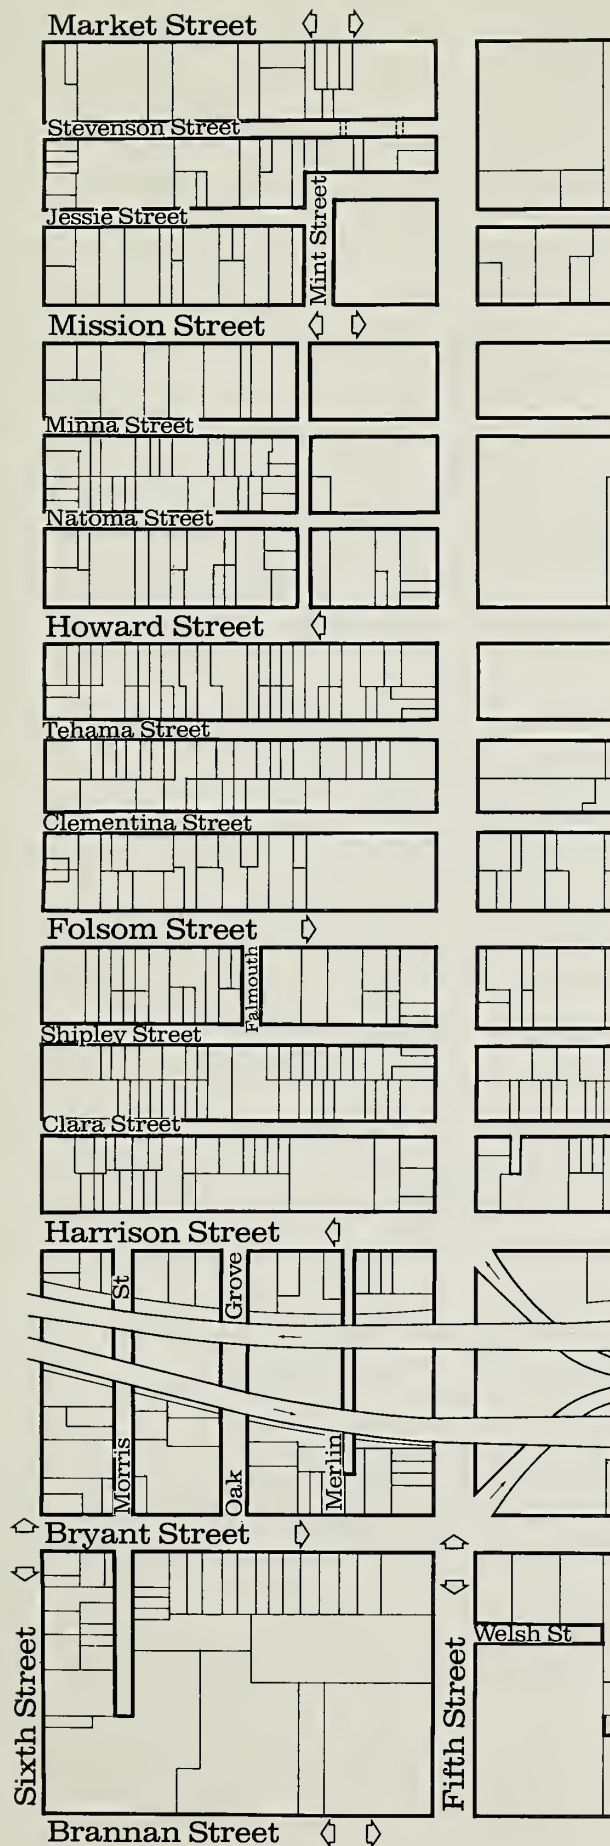 Market Street
Stevenson Street
Jessie Street
Mint Street
Mission Street
Minna Street
Natoma Street
Howard Street
Tehama Street
Clementina Street
Folsom Street
Falmouth
Shipley Street
Clara Street
Harrison Street
Morris St
Oak Grove
Merlin
Bryant Street
Sixth Street
Fifth Street
Welsh St
Brannan Street